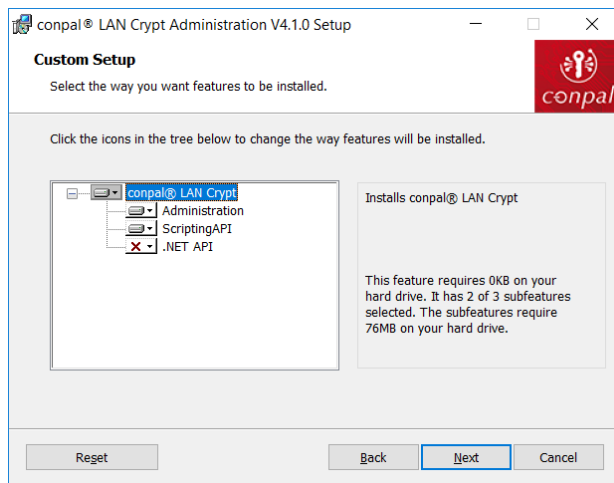 conpal® LAN Crypt Administration V4.1.0 Setup
Custom Setup
Select the way you want features to be installed.
conpal
Click the icons in the tree below to change the way features will be installed.
conpal® LAN Crypt
Administration
ScriptingAPI
.NET API
Installs conpal® LAN Crypt
This feature requires 0KB on your
hard drive. It has 2 of 3 subfeatures
selected. The subfeatures require
76MB on your hard drive.
Reset
Back
Next
Cancel